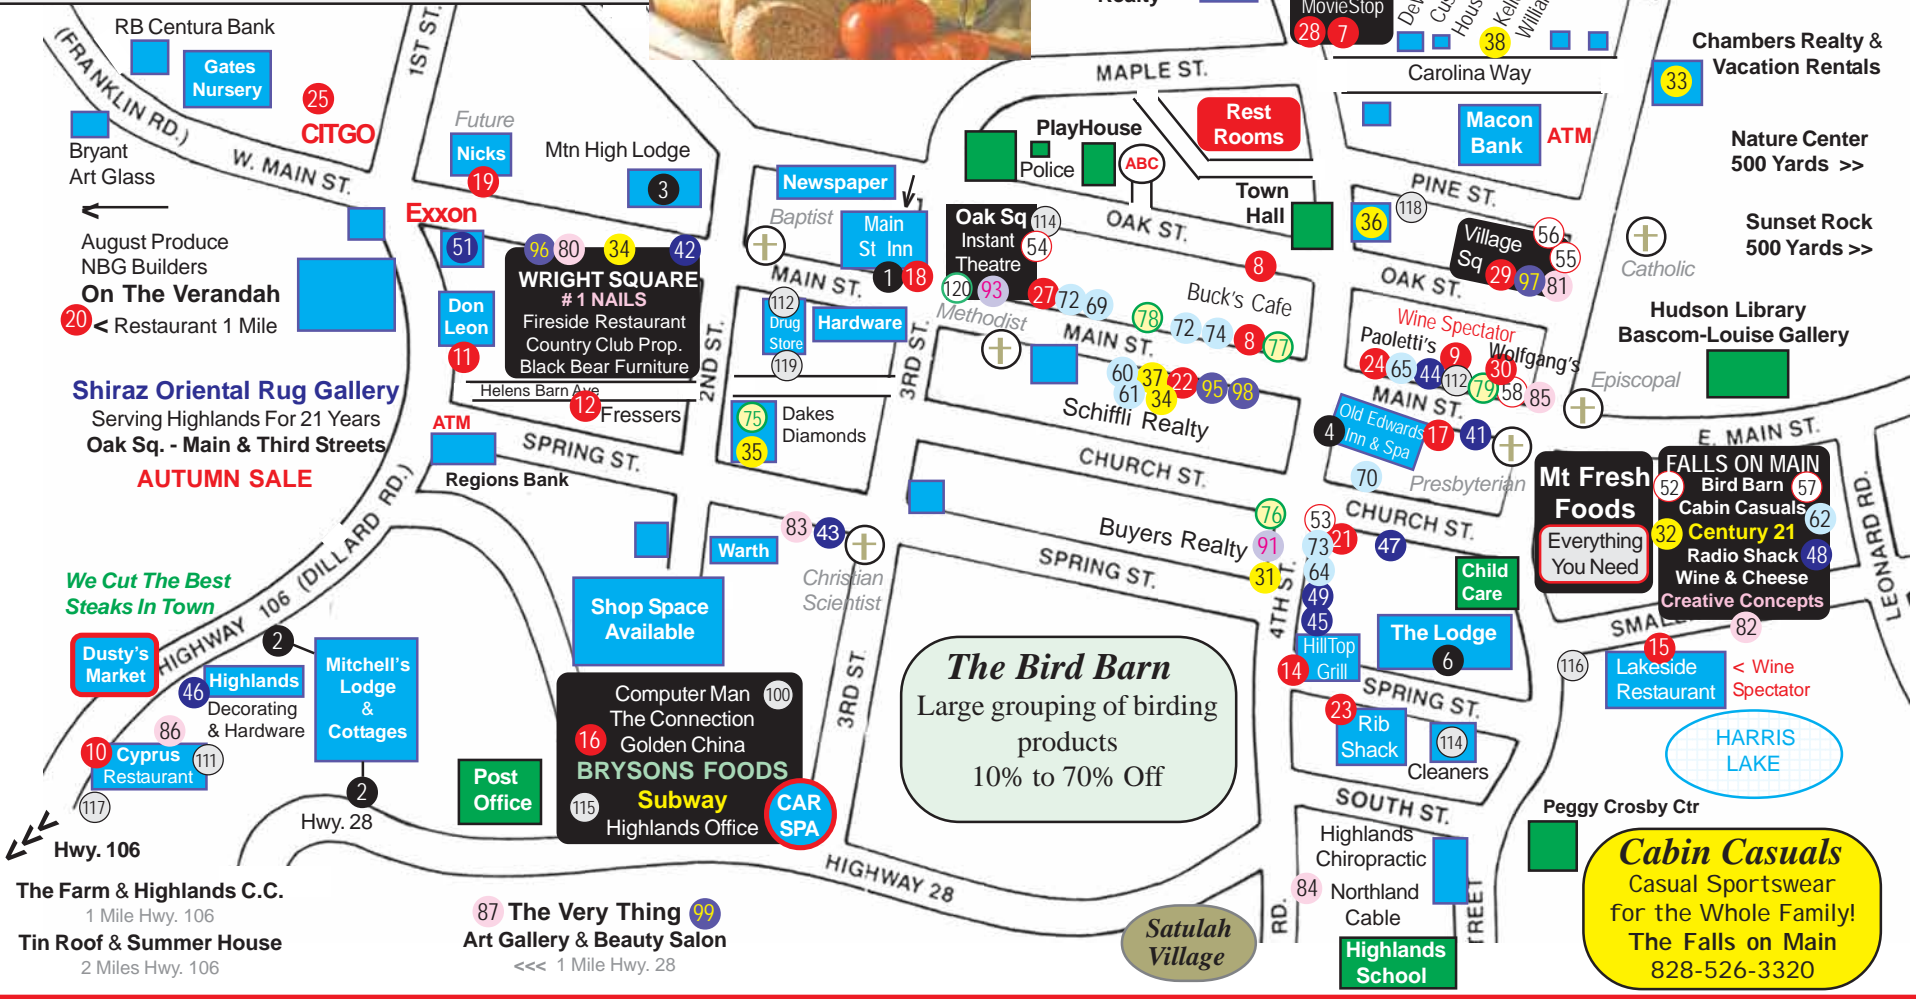 Realty
MovieStop
28
7
Dev
Cus
Hous
Kell
Willia
38
Carolina Way
RB Centura Bank
Gates
Nursery
(FRANKLIN RD.)
1ST ST.
25
CITGO
Bryant
Art Glass
W. MAIN ST.
Future
Nicks
19
Mtn High Lodge
3
Exxon
51
August Produce
NBG Builders
On The Verandah
20
< Restaurant 1 Mile
Don
Leon
11
96
80
34
42
WRIGHT SQUARE
# 1 NAILS
Fireside Restaurant
Country Club Prop.
Black Bear Furniture
Helens Barn Ave
12
Fressers
2ND ST.
Shiraz Oriental Rug Gallery
Serving Highlands For 21 Years
Oak Sq. - Main & Third Streets
AUTUMN SALE
ATM
Regions Bank
SPRING ST.
MAPLE ST.
Rest
Rooms
PlayHouse
Police
ABC
Town
Hall
OAK ST.
Newspaper
Baptist
Main
St Inn
1
18
MAIN ST.
112
Drug
Store
119
Hardware
3RD ST.
75
35
Dakes
Diamonds
Oak Sq
114
Instant
54
Theatre
120
93
27
72
69
8
Buck's Cafe
78
72
74
8
77
Methodist
MAIN ST.
60
37
22
95
98
61
34
Schiffli Realty
CHURCH ST.
Macon
Bank
ATM
PINE ST.
118
36
Village
Sq
56
55
29
97
81
OAK ST.
Catholic
Wine Spectator
Paoletti's
9
Wolfgang's
24
65
44
112
79
30
58
85
MAIN ST.
Episcopal
Old Edwards
Inn & Spa
4
17
41
70
Presbyterian
CHURCH ST.
33
Chambers Realty &
Vacation Rentals
Nature Center
500 Yards >>
Sunset Rock
500 Yards >>
Hudson Library
Bascom-Louise Gallery
E. MAIN ST.
LEONARD RD.
Mt Fresh
Foods
Everything
You Need
FALLS ON MAIN
52
Bird Barn
57
Cabin Casuals
62
32
Century 21
Radio Shack
48
Wine & Cheese
Creative Concepts
82
SMALL
15
116
Lakeside
Restaurant
< Wine
Spectator
HARRIS
LAKE
We Cut The Best
Steaks In Town
HIGHWAY 106 (DILLARD RD.)
Dusty's
Market
2
46
Highlands
Decorating
& Hardware
86
10
Cyprus
Restaurant
111
117
Mitchell's
Lodge
&
Cottages
2
Hwy. 28
Hwy. 106
The Farm & Highlands C.C.
1 Mile Hwy. 106
Tin Roof & Summer House
2 Miles Hwy. 106
Warth
83
43
Christian
Scientist
Shop Space
Available
Computer Man
100
The Connection
16
Golden China
BRYSONS FOODS
Subway
115
Highlands Office
CAR
SPA
Post
Office
3RD ST.
HIGHWAY 28
87
The Very Thing
99
Art Gallery & Beauty Salon
<<< 1 Mile Hwy. 28
Buyers Realty
76
91
31
SPRING ST.
4TH ST.
53
73
21
64
47
49
45
HillTop
Grill
14
Child
Care
The Lodge
6
SPRING ST.
23
Rib
Shack
114
Cleaners
SOUTH ST.
The Bird Barn
Large grouping of birding
products
10% to 70% Off
Satulah
Village
RD.
Highlands
Chiropractic
84
Northland
Cable
Highlands
School
TREET
Peggy Crosby Ctr
Cabin Casuals
Casual Sportswear
for the Whole Family!
The Falls on Main
828-526-3320